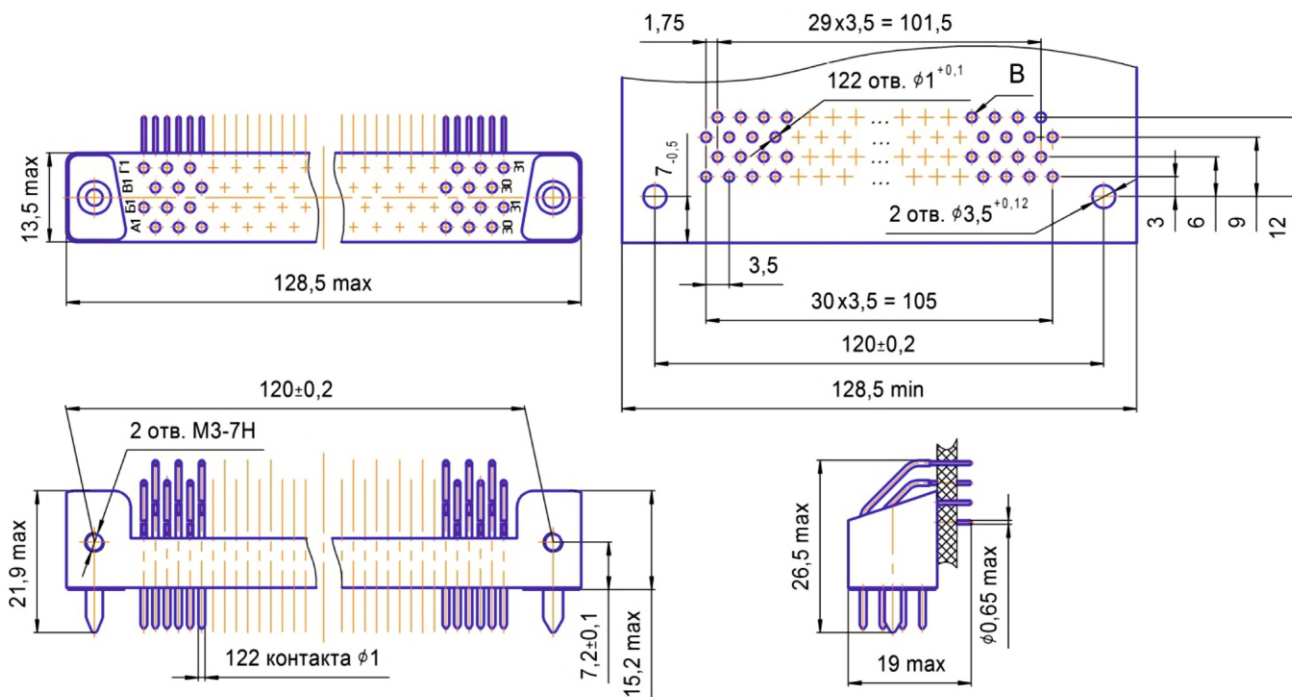 1,75
29x3,5 = 101,5
122 отв. ϕ1+0,1
В
7-0,5
2 отв. ϕ3,5+0,12
3
6
9
12
3,5
30x3,5 = 105
120±0,2
128,5 min
13,5 max
Г1
В1
Б1
А1
31
30
31
30
128,5 max
120±0,2
2 отв. М3-7Н
21,9 max
122 контакта ϕ1
7,2±0,1
15,2 max
26,5 max
ϕ0,65 max
19 max